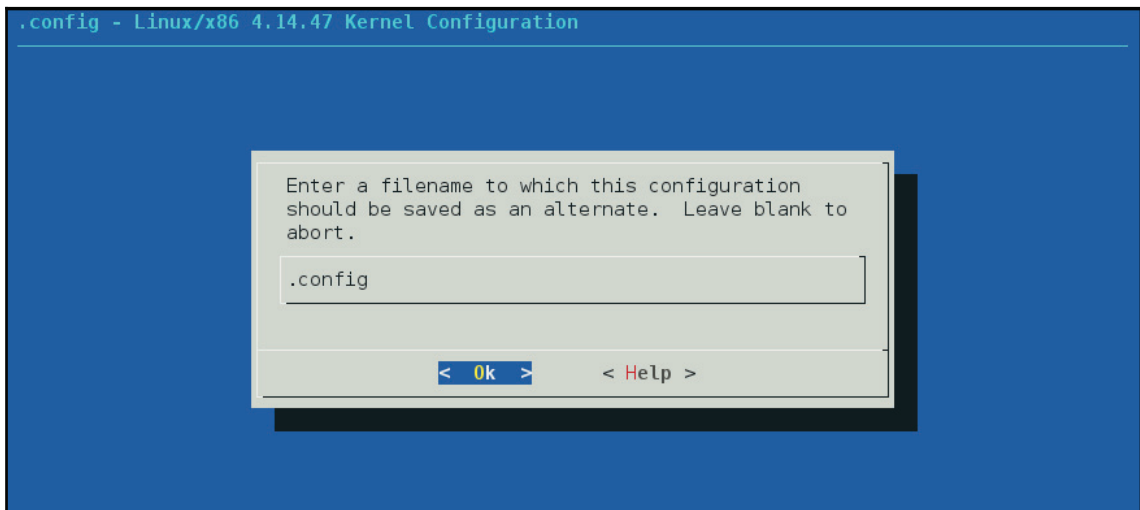 .config - Linux/x86 4.14.47 Kernel Configuration
Enter a filename to which this configuration
should be saved as an alternate.  Leave blank to
abort.
.config
<  Ok  > < Help >